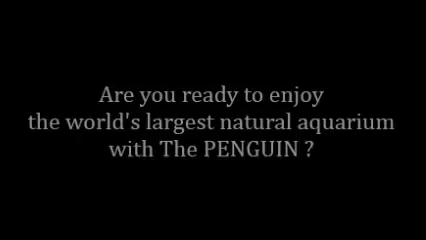 Are you ready to enjoy
the world's largest natural aquarium
with The PENGUIN ?